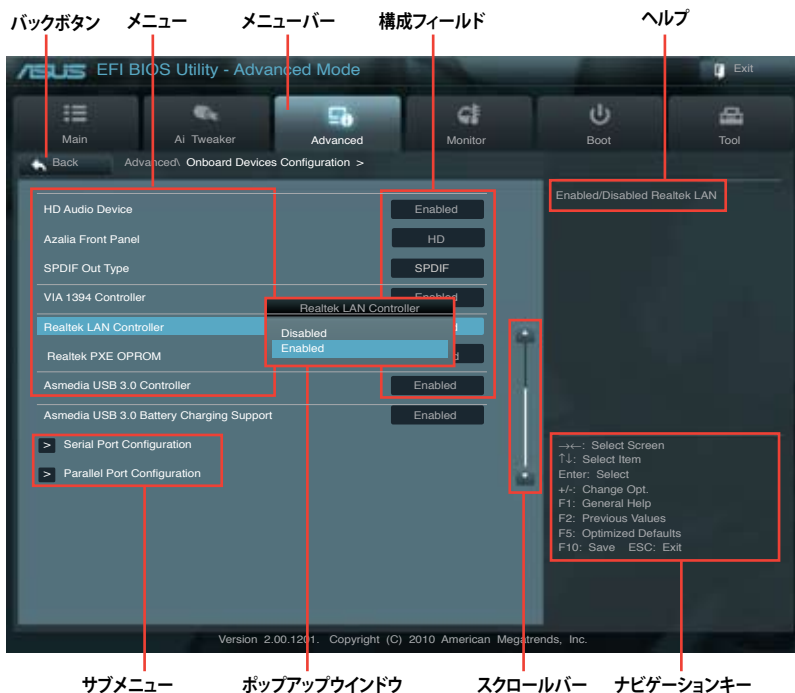 バックボタン メニュー メニューバー 構成フィールド ヘルプ
ASUS EFI BIOS Utility - Advanced Mode Exit
Main Ai Tweaker Advanced Monitor Boot Tool
Back Advanced\ Onboard Devices Configuration >
Enabled/Disabled Realtek LAN
HD Audio Device Enabled
Azalia Front Panel HD
SPDIF Out Type SPDIF
VIA 1394 Controller Enabled
Realtek LAN Controller
Realtek LAN Controller
Disabled
Enabled
Realtek PXE OPROM
Asmedia USB 3.0 Controller Enabled
Asmedia USB 3.0 Battery Charging Support Enabled
> Serial Port Configuration
> Parallel Port Configuration
→←: Select Screen
↑↓: Select Item
Enter: Select
+/-: Change Opt.
F1: General Help
F2: Previous Values
F5: Optimized Defaults
F10: Save ESC: Exit
Version 2.00.1201. Copyright (C) 2010 American Megatrends, Inc.
サブメニュー ポップアップウインドウ スクロールバー ナビゲーションキー